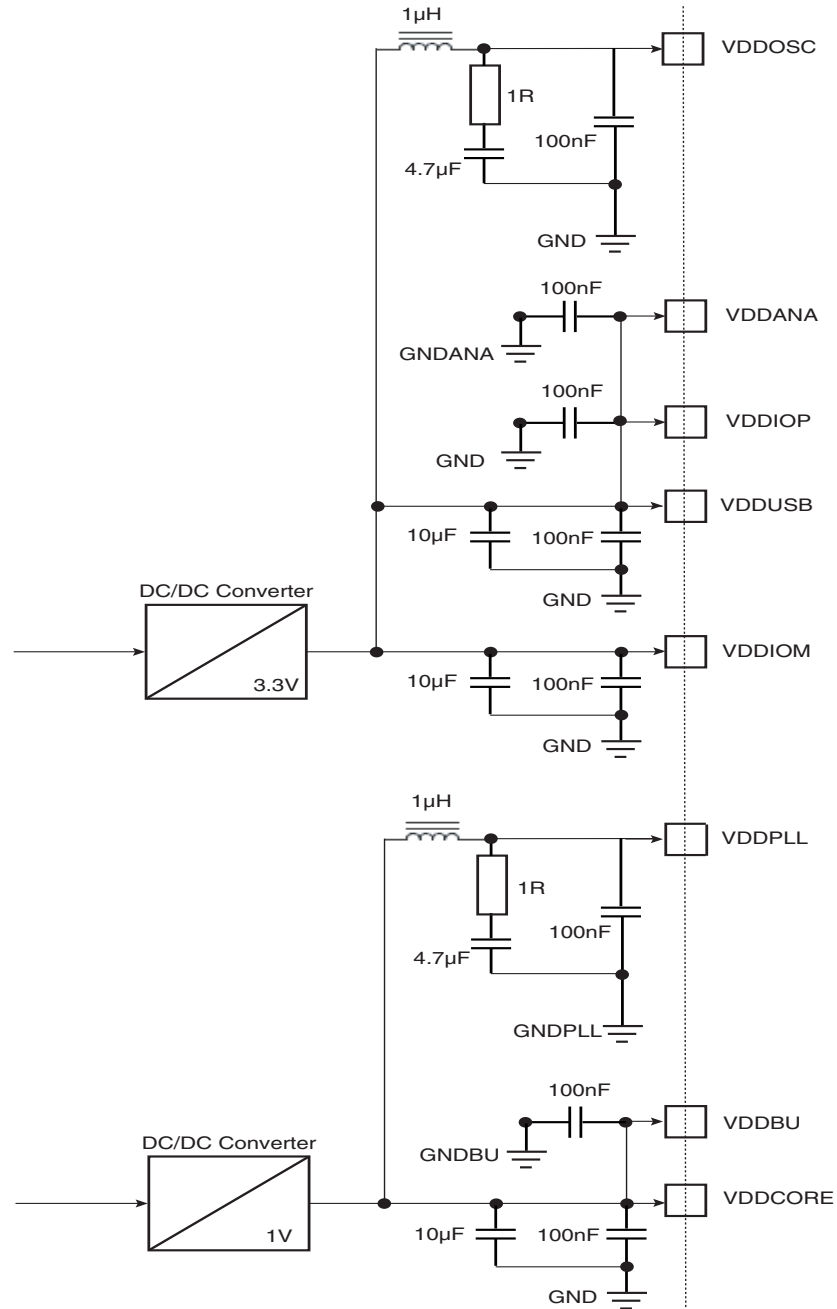 1µH
VDDOSC
1R
100nF
4.7µF
GND
100nF
VDDANA
GNDANA
100nF
VDDIOP
GND
VDDUSB
10µF
100nF
DC/DC Converter
GND
VDDIOM
3.3V
10µF
100nF
GND
1µH
VDDPLL
1R
100nF
4.7µF
GNDPLL
100nF
VDDBU
DC/DC Converter
GNDBU
VDDCORE
1V
10µF
100nF
GND